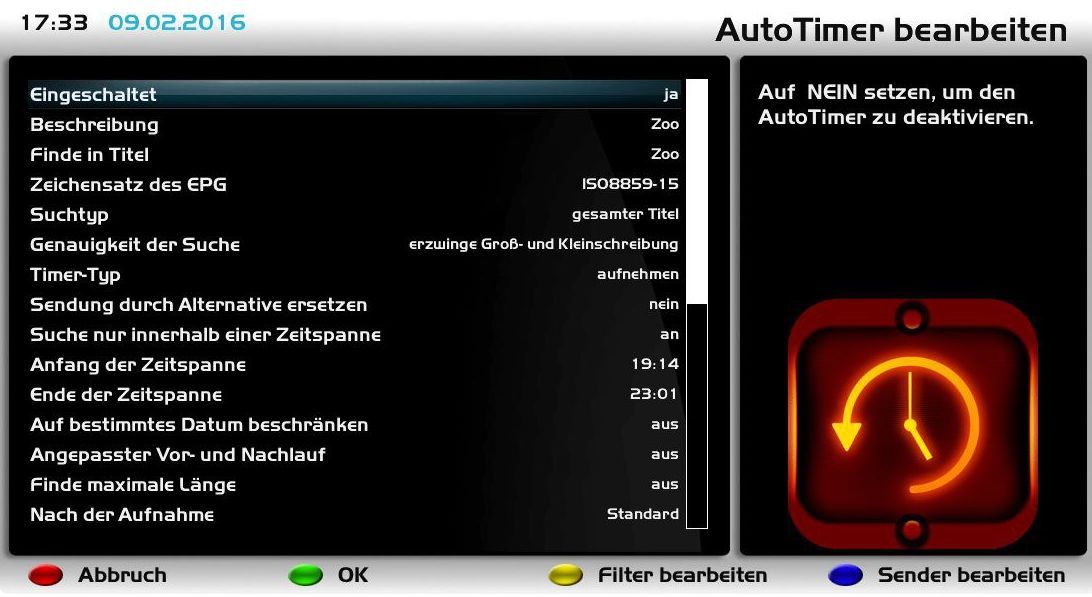 17:33 09.02.2016
AutoTimer bearbeiten
Eingeschaltet ja
Beschreibung Zoo
Finde in Titel Zoo
Zeichensatz des EPG ISO8859-15
Suchtyp gesamter Titel
Genauigkeit der Suche erzwinge Groß- und Kleinschreibung
Timer-Typ aufnehmen
Sendung durch Alternative ersetzen nein
Suche nur innerhalb einer Zeitspanne an
Anfang der Zeitspanne 19:14
Ende der Zeitspanne 23:01
Auf bestimmtes Datum beschränken aus
Angepasster Vor- und Nachlauf aus
Finde maximale Länge aus
Nach der Aufnahme Standard
Auf NEIN setzen, um den
AutoTimer zu deaktivieren.
Abbruch OK Filter bearbeiten Sender bearbeiten